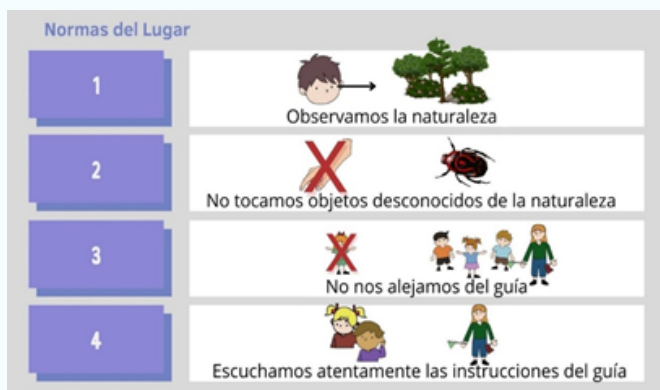 Normas del Lugar
1
Observamos la naturaleza
2
No tocamos objetos desconocidos de la naturaleza
3
No nos alejamos del guía
4
Escuchamos atentamente las instrucciones del guía